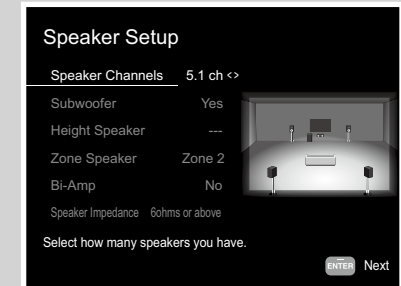 Speaker Setup
Speaker Channels 5.1 ch <>
Subwoofer Yes
Height Speaker ---
Zone Speaker Zone 2
Bi-Amp No
Speaker Impedance 6ohms or above
Select how many speakers you have.
ENTER Next